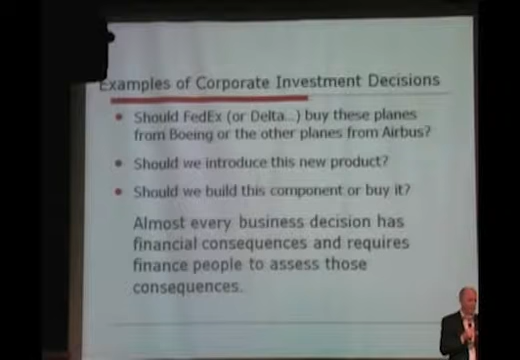 Examples of Corporate Investment Decisions
Should FedEx (or Delta...) buy these planes
from Boeing or the other planes from Airbus?
Should we introduce this new product?
Should we build this component or buy it?
Almost every business decision has
financial consequences and requires
finance people to assess those
consequences.